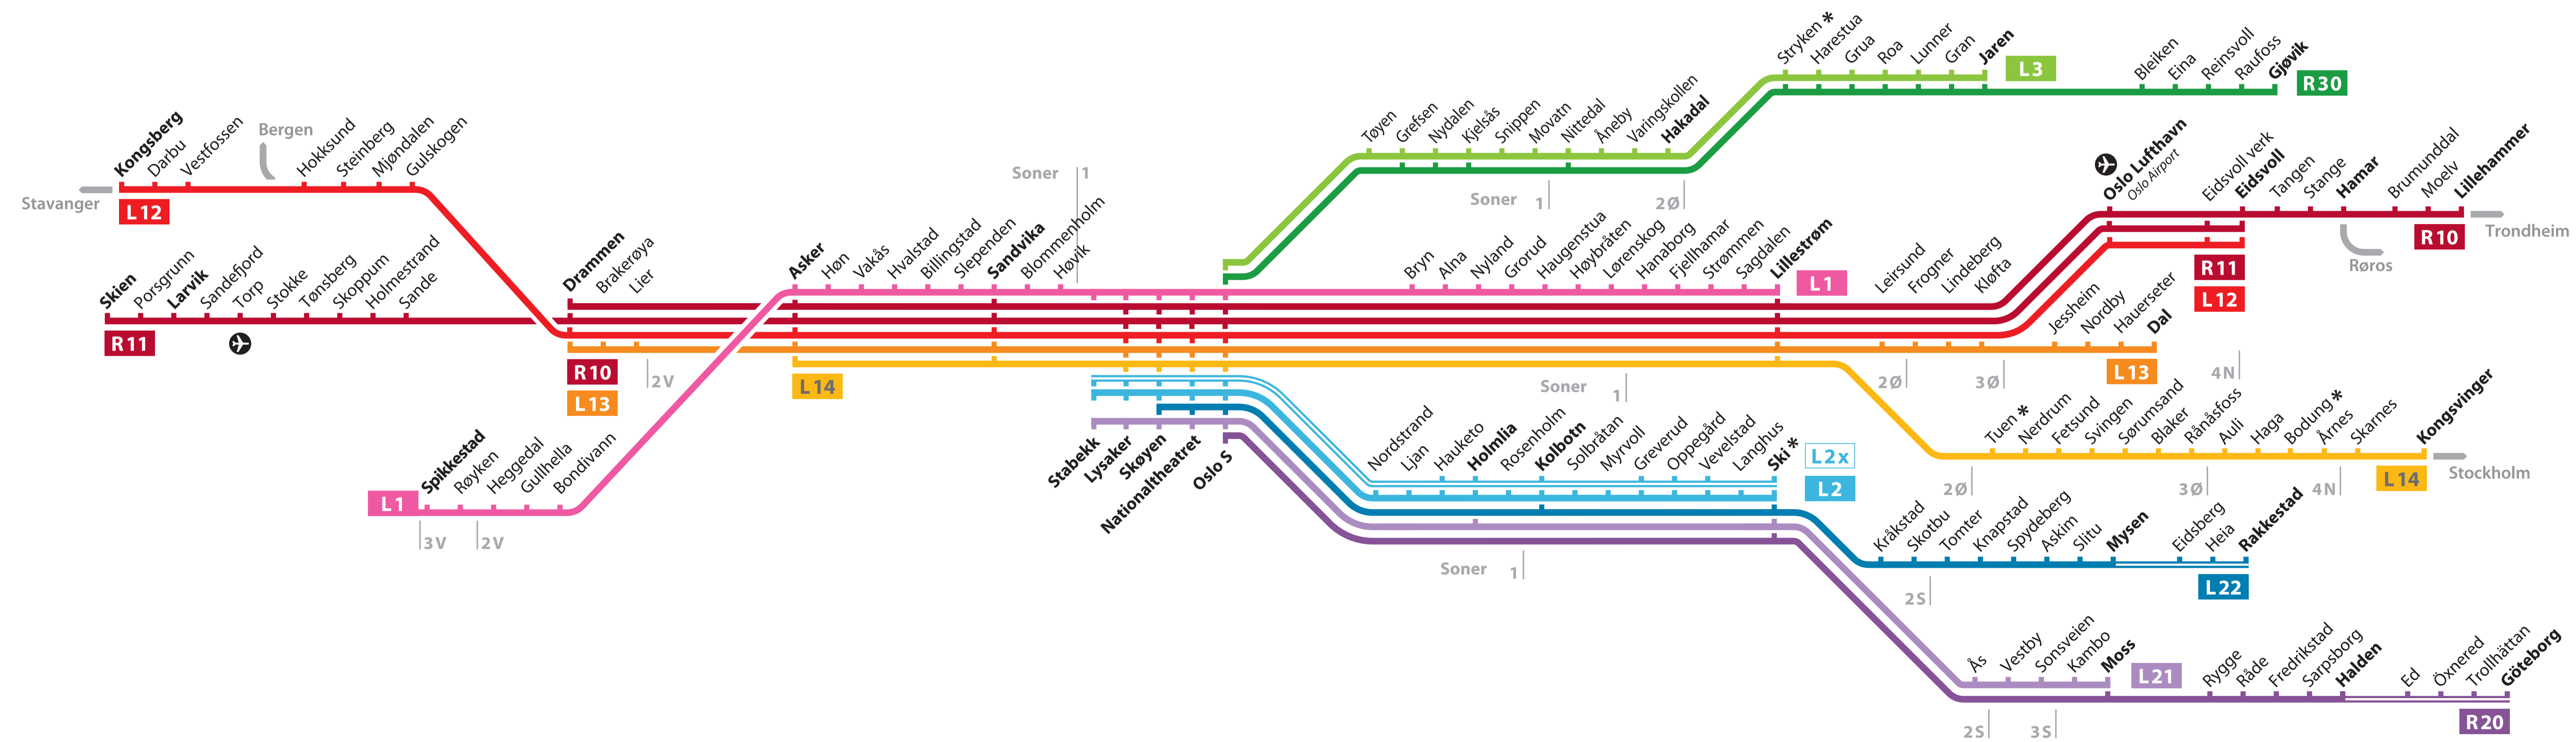 Stryken *
Harestua
Grua
Roa
Lunner
Gran
Jaren
L3
Bleiken
Eina
Reinsvoll
Raufoss
Gjøvik
R30
Tøyen
Grefsen
Nydalen
Kjelsås
Snippen
Movatn
Nittedal
Åneby
Varingskollen
Hakadal
Soner 1
2Ø
Kongsberg
Darbu
Vestfossen
Bergen
Hokksund
Steinberg
Mjøndalen
Gulskogen
Stavanger
L12
Soner 1
Oslo Lufthavn
Oslo Airport
Eidsvoll verk
Eidsvoll
Tangen
Stange
Hamar
Brumunddal
Moelv
Lillehammer
R10
Trondheim
Røros
R11
L12
Skien
Porsgrunn
Larvik
Sandefjord
Torp
Stokke
Tønsberg
Skoppum
Holmestrand
Sande
R11
Drammen
Brakerøya
Lier
R10
L13
2V
Asker
Høn
Vakås
Hvalstad
Billingstad
Slependen
Sandvika
Blommenholm
Høvik
L14
Bryn
Alna
Nyland
Grorud
Haugenstua
Høybråten
Lørenskog
Hanaborg
Fjellhamar
Strømmen
Sagdalen
Lillestrøm
L1
Leirsund
Frogner
Lindeberg
Kløfta
Jessheim
Nordby
Hauerseter
Dal
L13
Soner 1
2Ø
3Ø
4N
Spikkestad
Røyken
Heggedal
Gullhella
Bondivann
L1
3V
2V
Stabekk
Lysaker
Skøyen
Nationaltheatret
Oslo S
Nordstrand
Ljan
Hauketo
Holmlia
Rosenholm
Kolbotn
Solbråtan
Myrvoll
Greverud
Oppegård
Vevelstad
Langhus
Ski *
L2x
L2
Soner 1
Tuen *
Nerdrum
Fetsund
Svingen
Sørumsand
Blaker
Rånåsfoss
Auli
Haga
Bodung *
Årnes
Skarnes
Kongsvinger
L14
Stockholm
2Ø
3Ø
4N
Kråkstad
Skotbu
Tomter
Knapstad
Spydeberg
Askim
Slitu
Mysen
Eidsberg
Heia
Rakkestad
L22
2S
Ås
Vestby
Sonsveien
Kambo
Moss
L21
Rygge
Råde
Fredrikstad
Sarpsborg
Halden
Ed
Öxnered
Trollhättan
Göteborg
R20
2S
3S